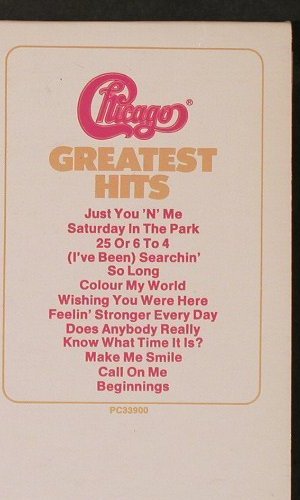 Chicago®
GREATEST
HITS
Just You 'N' Me
Saturday In The Park
25 Or 6 To 4
(I've Been) Searchin'
So Long
Colour My World
Wishing You Were Here
Feelin' Stronger Every Day
Does Anybody Really
Know What Time It Is?
Make Me Smile
Call On Me
Beginnings
PC33900